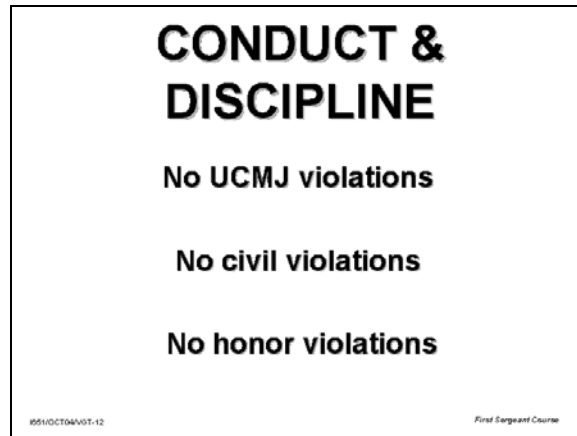 CONDUCT &
DISCIPLINE
No UCMJ violations
No civil violations
No honor violations
I651/OCT04/VGT-12
First Sergeant Course